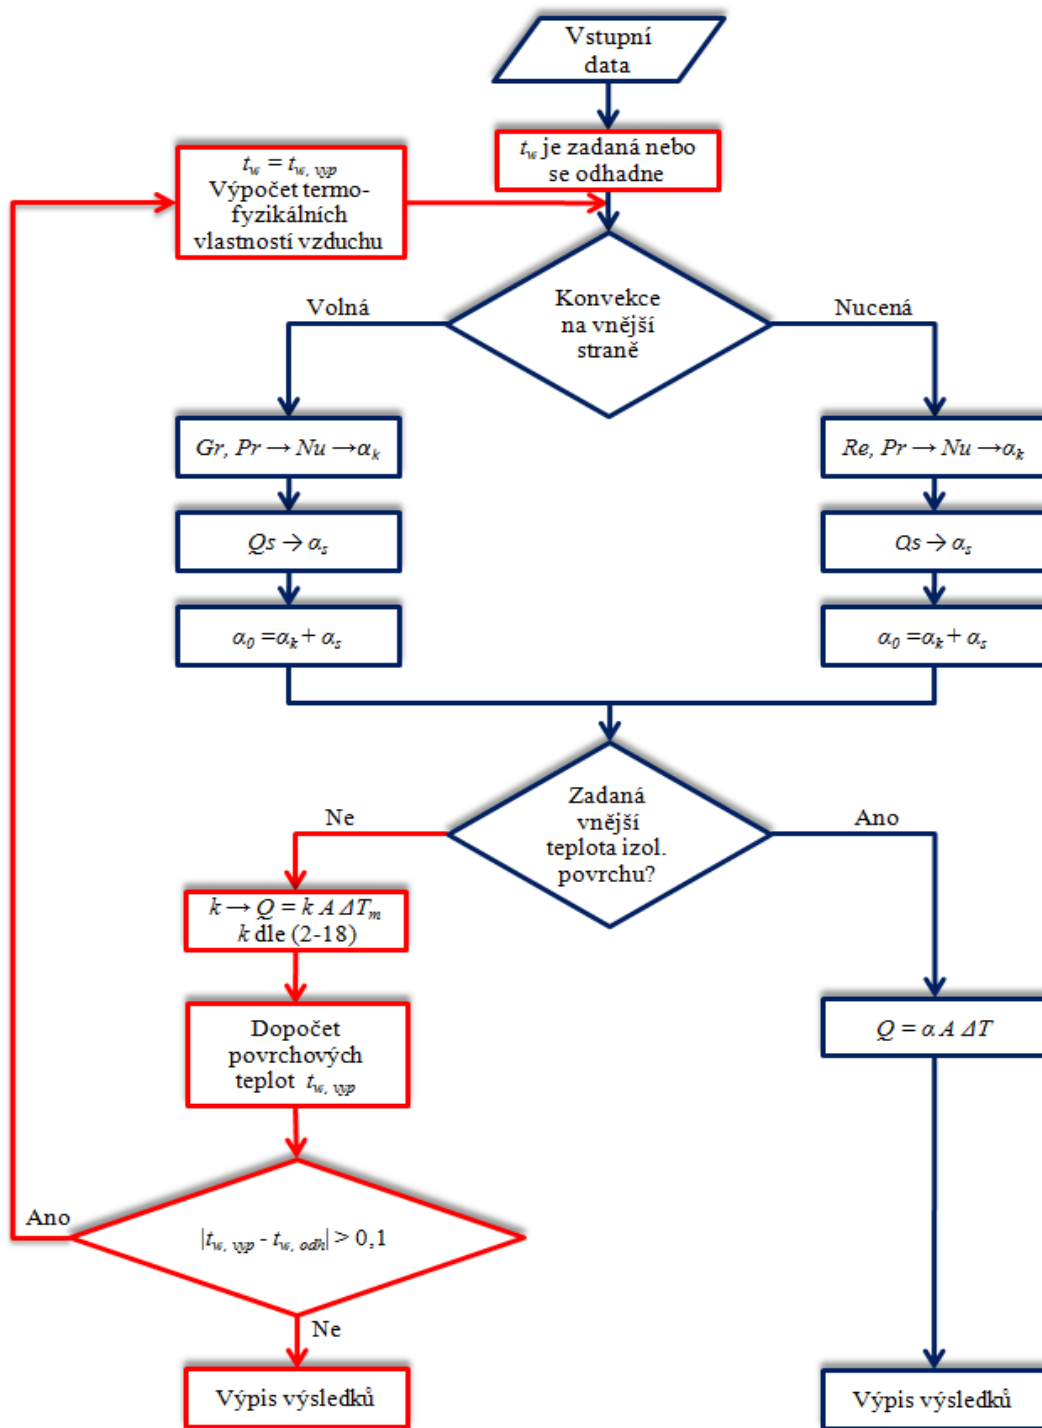 Vstupní
data
t_w je zadaná nebo
se odhadne
t_w = t_w, vyp
Výpočet termo-
fyzikálních
vlastností vzduchu
Konvekce
na vnější
straně
Volná
Nucená
Gr, Pr → Nu →α_k
Re, Pr → Nu →α_k
Qs → α_s
Qs → α_s
α_0 =α_k + α_s
α_0 =α_k + α_s
Zadaná
vnější
teplota izol.
povrchu?
Ne
Ano
k → Q = k A ΔT_m
k dle (2-18)
Dopočet
povrchových
teplot t_w, vyp
Q = α A ΔT
|t_w, vyp - t_w, odh| > 0,1
Ano
Ne
Výpis výsledků
Výpis výsledků